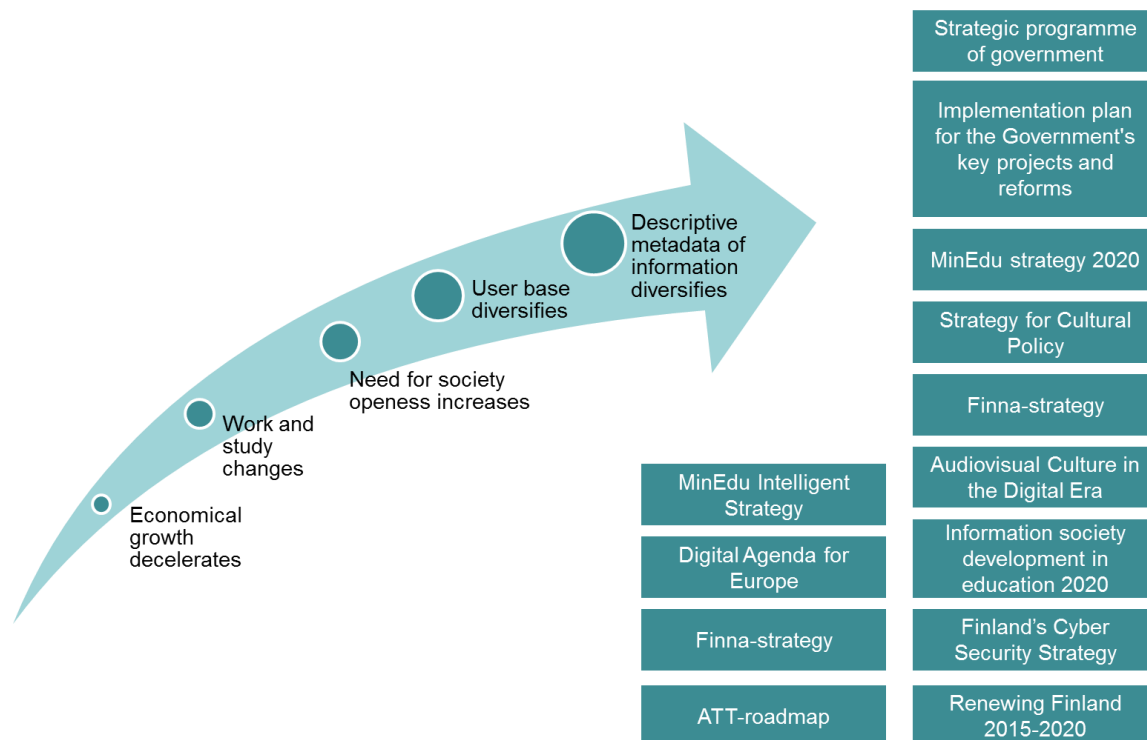 Economical
growth
decelerates
Work and
study
changes
Need for society
openess increases
User base
diversifies
Descriptive
metadata of
information
diversifies
MinEdu Intelligent
Strategy
Digital Agenda for
Europe
Finna-strategy
ATT-roadmap
Strategic programme
of government
Implementation plan
for the Government's
key projects and
reforms
MinEdu strategy 2020
Strategy for Cultural
Policy
Finna-strategy
Audiovisual Culture in
the Digital Era
Information society
development in
education 2020
Finland’s Cyber
Security Strategy
Renewing Finland
2015-2020